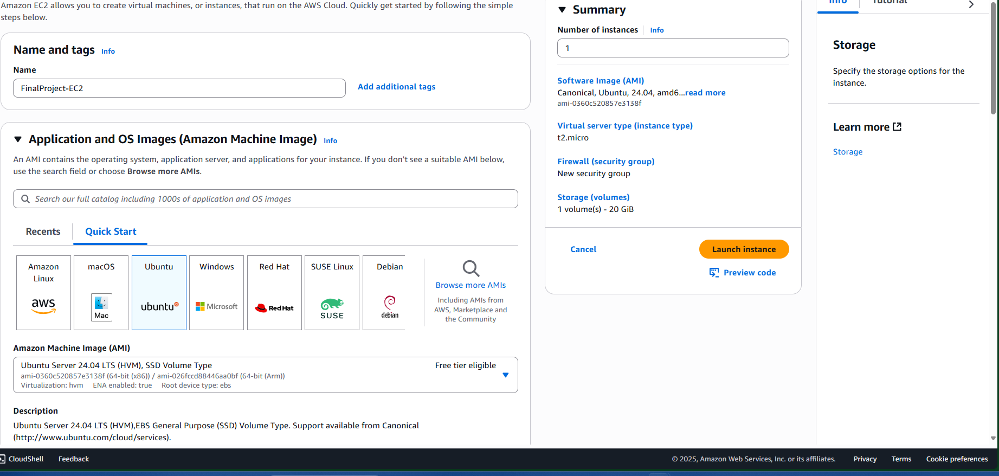 Amazon EC2 allows you to create virtual machines, or instances, that run on the AWS Cloud. Quickly get started by following the simple
steps below.
Name and tags Info
Name
FinalProject-EC2
Add additional tags
Application and OS Images (Amazon Machine Image) Info
An AMI contains the operating system, application server, and applications for your instance. If you don't see a suitable AMI below,
use the search field or choose Browse more AMIs.
Search our full catalog including 1000s of application and OS images
Recents
Quick Start
Amazon
Linux
aws
macOS
Mac
Ubuntu
ubuntu
Windows
Microsoft
Red Hat
Red Hat
SUSE Linux
SUSE
Debian
debian
Browse more AMIs
Including AMIs from
AWS, Marketplace and
the Community
Amazon Machine Image (AMI)
Ubuntu Server 24.04 LTS (HVM), SSD Volume Type
Free tier eligible
ami-0360c520857e3138f (64-bit (x86)) / ami-026fccd88446aa0bf (64-bit (Arm))
Virtualization: hvm ENA enabled: true Root device type: ebs
Description
Ubuntu Server 24.04 LTS (HVM),EBS General Purpose (SSD) Volume Type. Support available from Canonical
(http://www.ubuntu.com/cloud/services).
Summary
Number of instances Info
1
Software Image (AMI)
Canonical, Ubuntu, 24.04, amd6...read more
ami-0360c520857e3138f
Virtual server type (instance type)
t2.micro
Firewall (security group)
New security group
Storage (volumes)
1 volume(s) - 20 GiB
Cancel
Launch instance
Preview code
Info
Tutorial
Storage
Specify the storage options for the
instance.
Learn more
Storage
CloudShell
Feedback
© 2025, Amazon Web Services, Inc. or its affiliates.
Privacy
Terms
Cookie preferences